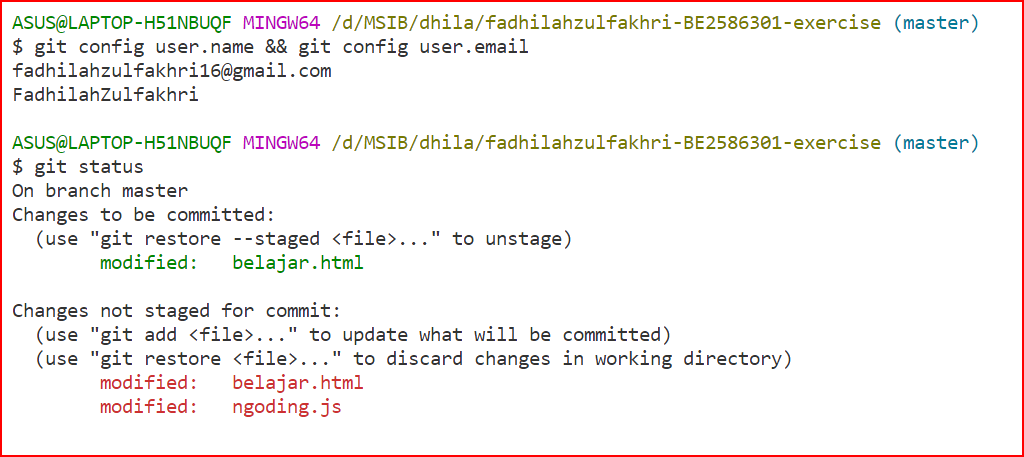 ASUS@LAPTOP-H51NBUQF MINGW64 /d/MSIB/dhila/fadhilahzulfakhri-BE2586301-exercise (master)
$ git config user.name && git config user.email
fadhilahzulfakhri16@gmail.com
FadhilahZulfakhri

ASUS@LAPTOP-H51NBUQF MINGW64 /d/MSIB/dhila/fadhilahzulfakhri-BE2586301-exercise (master)
$ git status
On branch master
Changes to be committed:
  (use "git restore --staged <file>..." to unstage)
        modified:   belajar.html

Changes not staged for commit:
  (use "git add <file>..." to update what will be committed)
  (use "git restore <file>..." to discard changes in working directory)
        modified:   belajar.html
        modified:   ngoding.js